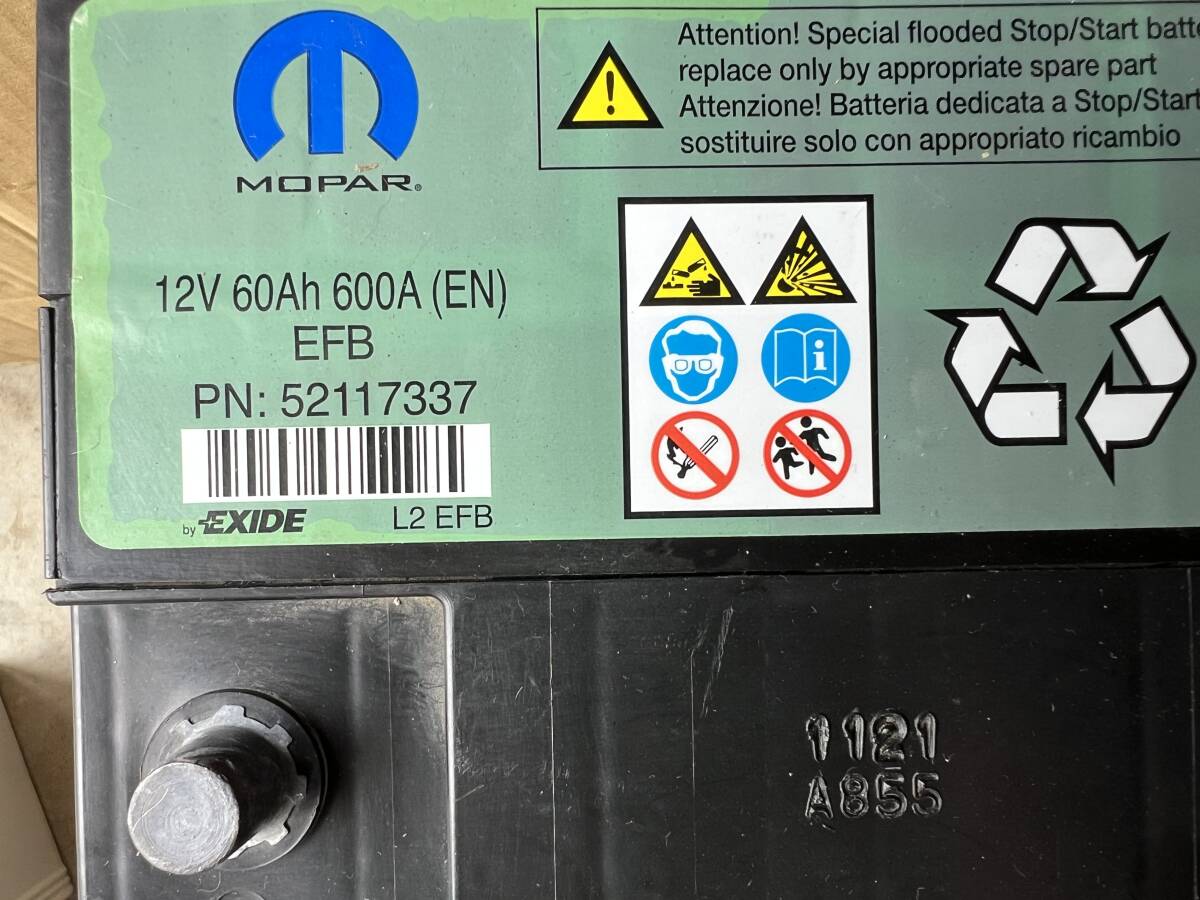 MOPAR®
Attention! Special flooded Stop/Start
replace only by appropriate spare part
Attenzione! Batteria dedicata a Stop/Start
sostituire solo con appropriato ricambio
12V 60Ah 600A (EN)
EFB
PN: 52117337
by EXIDE L2 EFB
1121
A855